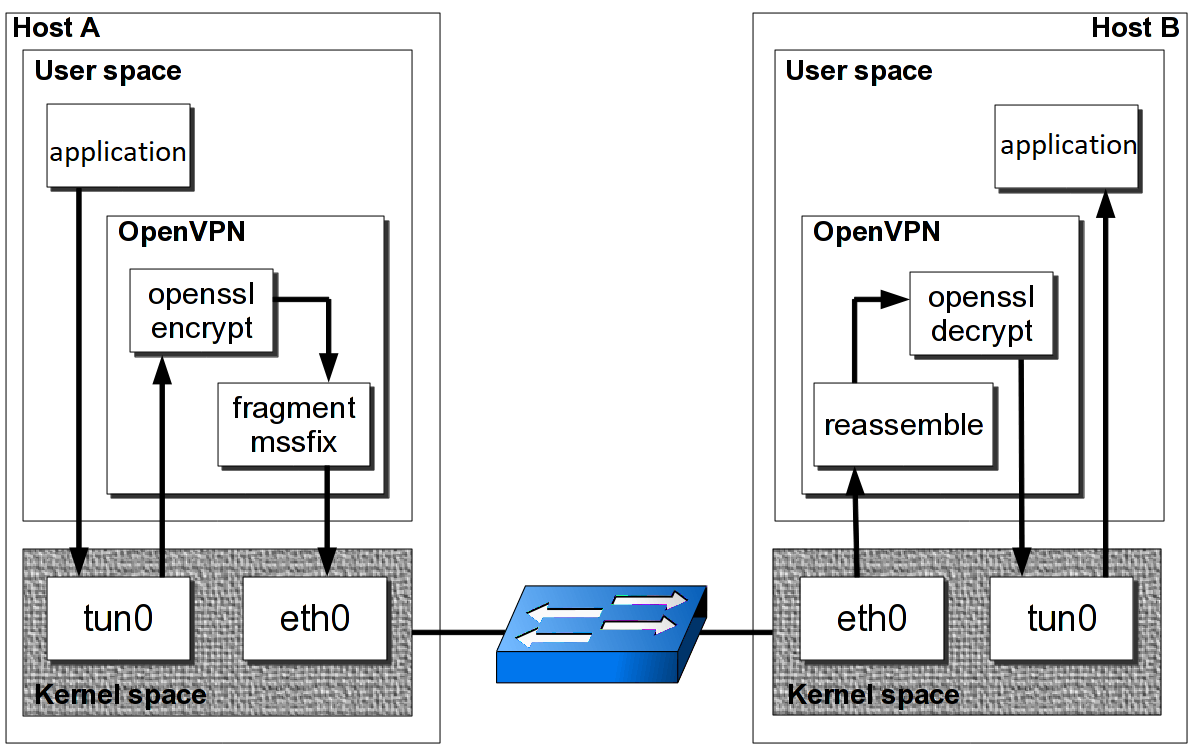 Host A
User space
application
OpenVPN
openssl
encrypt
fragment
mssfix
tun0
eth0
Kernel space
Host B
User space
application
OpenVPN
openssl
decrypt
reassemble
eth0
tun0
Kernel space